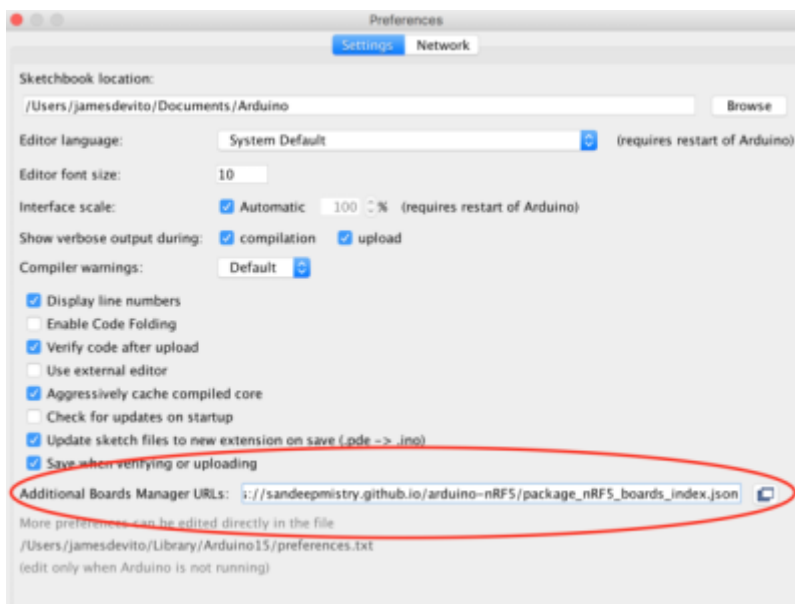 Preferences
Settings Network
Sketchbook location:
/Users/jamesdevito/Documents/Arduino Browse
Editor language: System Default (requires restart of Arduino)
Editor font size: 10
Interface scale: Automatic 100 % (requires restart of Arduino)
Show verbose output during: compilation upload
Compiler warnings: Default
Display line numbers
Enable Code Folding
Verify code after upload
Use external editor
Aggressively cache compiled core
Check for updates on startup
Update sketch files to new extension on save (.pde -> .ino)
Save when verifying or uploading
Additional Boards Manager URLs: s://sandeepmistry.github.io/arduino-nRF5/package_nRF5_boards_index.json
More preferences can be edited directly in the file
/Users/jamesdevito/Library/Arduino15/preferences.txt
(edit only when Arduino is not running)